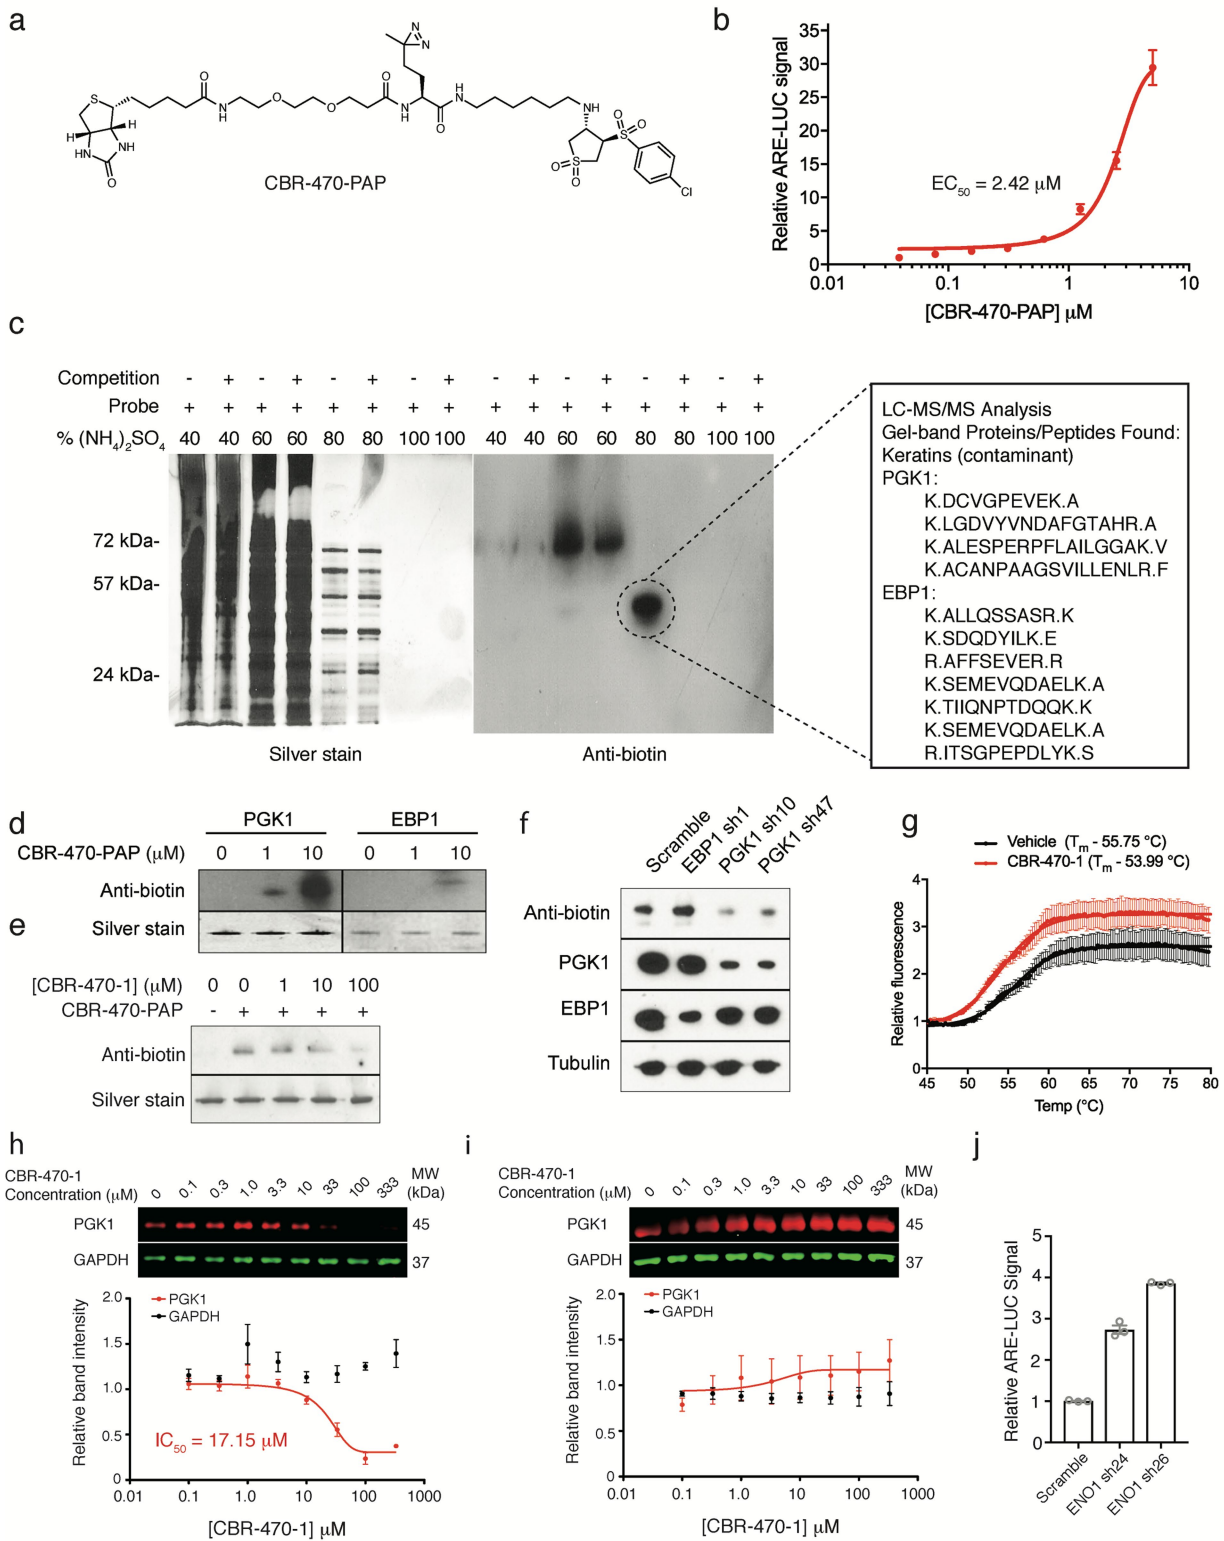 a
N
N
S
O
N
H
O
O
O
N
H
O
H
N
NH
H
H
HN
NH
O
S
O
O
S
O
O
Cl
CBR-470-PAP
b
Relative ARE-LUC signal
35
30
25
20
15
10
5
0
EC50 = 2.42 μM
0.01 0.1 1 10
[CBR-470-PAP] μM
c
Competition - + - + - + - + - + - + - + - +
Probe + + + + + + + + + + + + + + + +
% (NH4)2SO4 40 40 60 60 80 80 100 100 40 40 60 60 80 80 100 100
72 kDa-
57 kDa-
24 kDa-
Silver stain
Anti-biotin
LC-MS/MS Analysis
Gel-band Proteins/Peptides Found:
Keratins (contaminant)
PGK1:
K.DCVGPEVEK.A
K.LGDVYVNDAFGTAHR.A
K.ALESPERPFLAILGGAK.V
K.ACANPAAGSVILLENLR.F
EBP1:
K.ALLQSSASR.K
K.SDQDYILK.E
R.AFFSEVER.R
K.SEMEVQDAELK.A
K.TIIQNPTDQQK.K
K.SEMEVQDAELK.A
R.ITSGPEPDLYK.S
d
PGK1 EBP1
CBR-470-PAP (μM) 0 1 10 0 1 10
Anti-biotin
Silver stain
e
[CBR-470-1] (μM) 0 0 1 10 100
CBR-470-PAP - + + + +
Anti-biotin
Silver stain
f
Scramble
EBP1 sh1
PGK1 sh10
PGK1 sh47
Anti-biotin
PGK1
EBP1
Tubulin
g
Vehicle (Tm - 55.75 °C)
CBR-470-1 (Tm - 53.99 °C)
Relative fluorescence
4
3
2
1
0
45 50 55 60 65 70 75 80
Temp (°C)
h
CBR-470-1
Concentration (μM) 0 0.1 0.3 1.0 3.3 10 33 100 333
MW
(kDa)
PGK1 45
GAPDH 37
PGK1
GAPDH
Relative band intensity
2.0
1.5
1.0
0.5
0
IC50 = 17.15 μM
0.01 0.1 1.0 10 100 1000
[CBR-470-1] μM
i
CBR-470-1
Concentration (μM) 0 0.1 0.3 1.0 3.3 10 33 100 333
MW
(kDa)
PGK1 45
GAPDH 37
PGK1
GAPDH
Relative band intensity
2.0
1.5
1.0
0.5
0
0.01 0.1 1.0 10 100 1000
[CBR-470-1] μM
j
Relative ARE-LUC Signal
5
4
3
2
1
0
Scramble
ENO1 sh24
ENO1 sh26